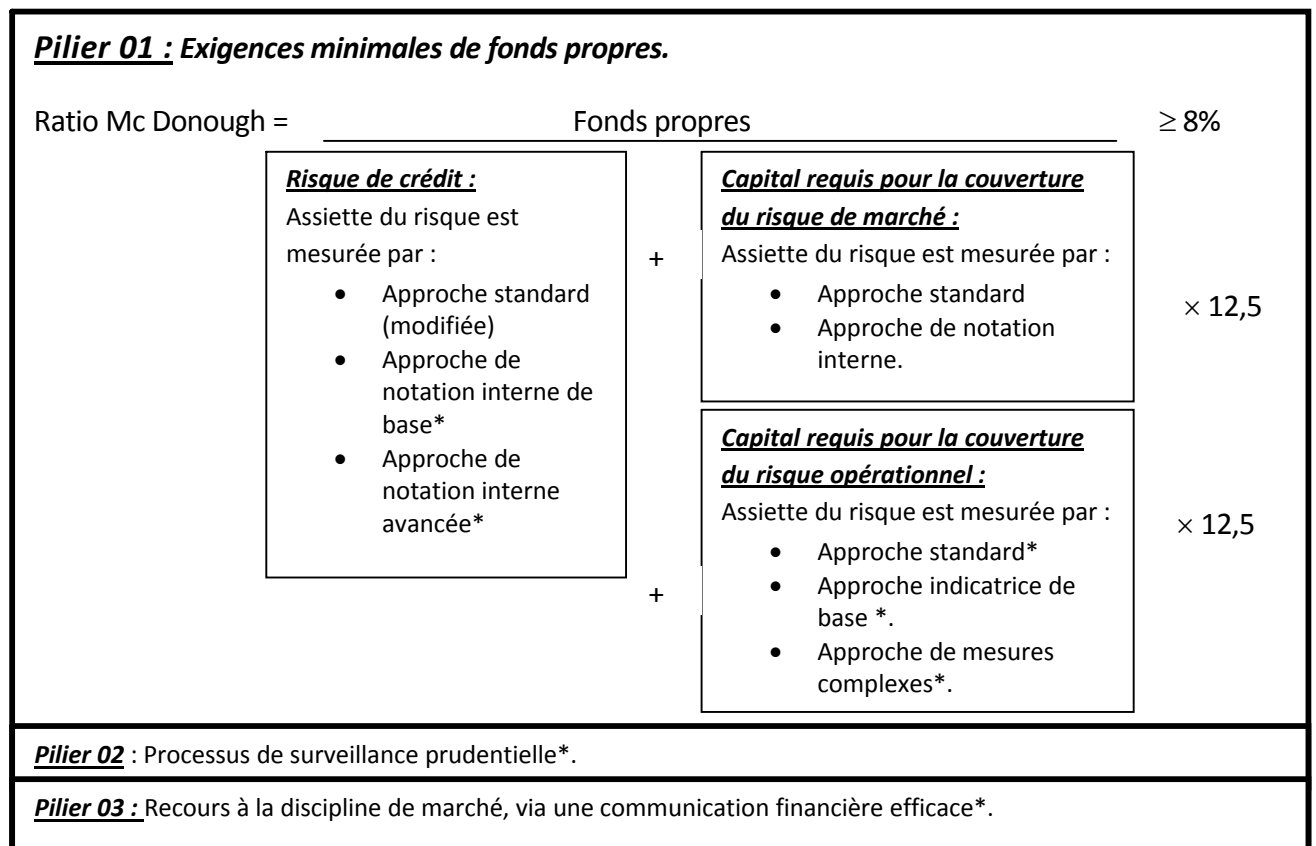 Pilier 01 : Exigences minimales de fonds propres.
Ratio Mc Donough = Fonds propres ≥ 8%
Risque de crédit :
Assiette du risque est
mesurée par :
• Approche standard
(modifiée)
• Approche de
notation interne de
base*
• Approche de
notation interne
avancée*
+
Capital requis pour la couverture
du risque de marché :
Assiette du risque est mesurée par :
• Approche standard
• Approche de notation
interne.
× 12,5
+
Capital requis pour la couverture
du risque opérationnel :
Assiette du risque est mesurée par :
• Approche standard*
• Approche indicatrice de
base *.
• Approche de mesures
complexes*.
× 12,5
Pilier 02 : Processus de surveillance prudentielle*.
Pilier 03 : Recours à la discipline de marché, via une communication financière efficace*.